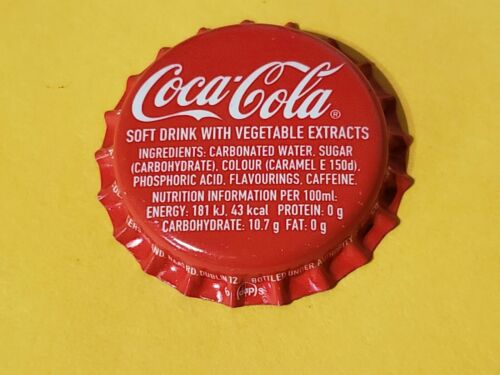 Coca-Cola®
SOFT DRINK WITH VEGETABLE EXTRACTS
INGREDIENTS: CARBONATED WATER, SUGAR
(CARBOHYDRATE), COLOUR (CARAMEL E 150d),
PHOSPHORIC ACID, FLAVOURINGS, CAFFEINE.
NUTRITION INFORMATION PER 100ml:
ENERGY: 181 kJ, 43 kcal PROTEIN: 0 g
CARBOHYDRATE: 10.7 g FAT: 0 g
DUBLIN 12 BOTTLED UNDER